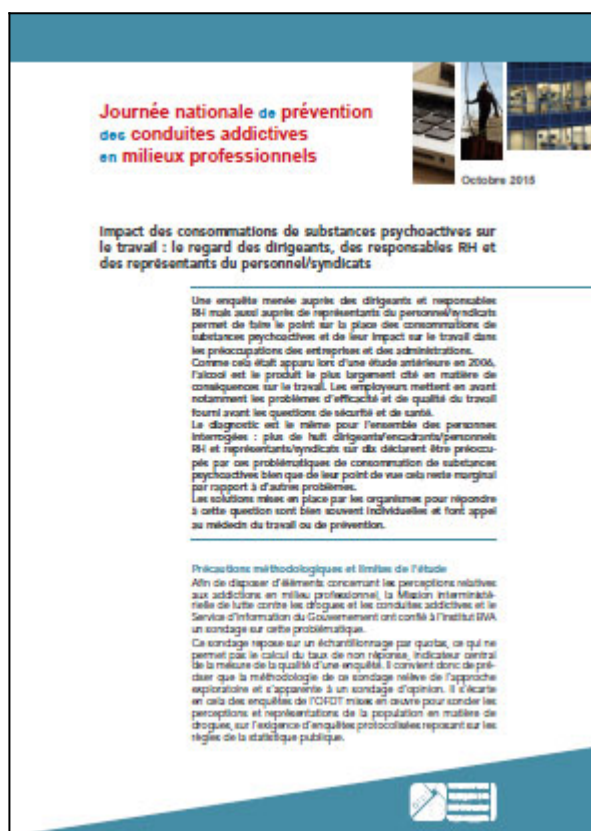 Journée nationale de prévention
des conduites addictives
en milieux professionnels
Octobre 2015
Impact des consommations de substances psychoactives sur
le travail : le regard des dirigeants, des responsables RH et
des représentants du personnel/syndicats
Une enquête menée auprès des dirigeants et responsables
RH mais aussi auprès de représentants du personnel/syndicats
permet de faire le point sur la place des consommations de
substances psychoactives et de leur impact sur le travail dans
les préoccupations des entreprises et des administrations.
Comme cela était apparu lors d'une étude antérieure en 2006,
l'alcool est le produit le plus largement cité en matière de
conséquences sur le travail. Les employeurs mettent en avant
notamment les problèmes d'efficacité et de qualité du travail
fourni avant les questions de sécurité et de santé.
Le diagnostic est le même pour l'ensemble des personnes
interrogées : plus de huit dirigeants/encadrants/personnels
RH et représentants/syndicats sur dix déclarent être préoccu-
pés par ces problématiques de consommation de substances
psychoactives bien que de leur point de vue cela reste marginal
par rapport à d'autres problèmes.
Les solutions mises en place par les organismes pour répondre
à cette question sont bien souvent individuelles et font appel
au médecin du travail ou de prévention.
Précautions méthodologiques et limites de l'étude
Afin de disposer d'éléments concernant les perceptions relatives
aux addictions en milieu professionnel, la Mission interministé-
rielle de lutte contre les drogues et les conduites addictives et le
Service d'information du Gouvernement ont confié à l'institut BVA
un sondage sur cette problématique.
Ce sondage repose sur un échantillonnage par quotas, ce qui ne
permet pas le calcul du taux de non réponse, indicateur central
de la mesure de la qualité d'une enquête. Il convient donc de pré-
ciser que la méthodologie de ce sondage relève de l'approche
exploratoire et s'apparente à un sondage d'opinion. Il s'écarte
en cela des enquêtes de l'OFDT mises en œuvre pour sonder les
perceptions et représentations de la population en matière de
drogues, sur l'exigence d'enquêtes protocolisées reposant sur les
règles de la statistique publique.